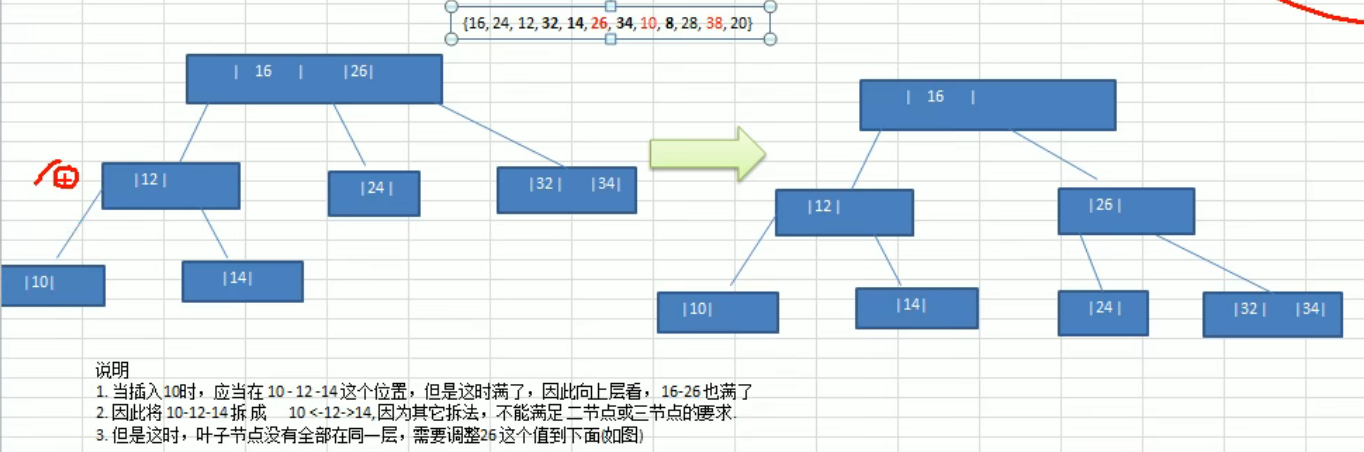 {16, 24, 12, 32, 14, 26, 34, 10, 8, 28, 38, 20}
| 16 | |26|
| 16 |
|12 |
|24 |
|32 | |34|
|12 |
|26 |
|10|
|14|
|10|
|14|
|24 |
|32 | |34|
说明
1. 当插入10时，应当在 10 - 12 -14 这个位置，但是这时满了，因此向上层看，16-26 也满了
2. 因此将 10-12-14 拆成 10 <-12->14, 因为其它拆法，不能满足 二节点或三节点的要求.
3. 但是这时，叶子节点没有全部在同一层，需要调整26 这个值到下面(如图)